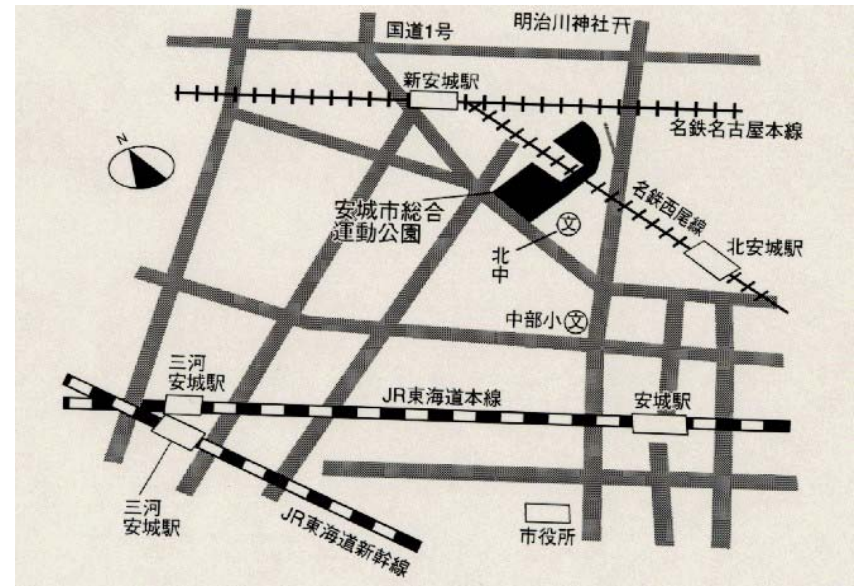 国道1号
明治川神社
新安城駅
名鉄名古屋本線
N
安城市総合
運動公園
名鉄西尾線
文
北中
北安城駅
中部小
文
三河
安城駅
JR東海道本線
安城駅
三河
安城駅
JR東海道新幹線
市役所